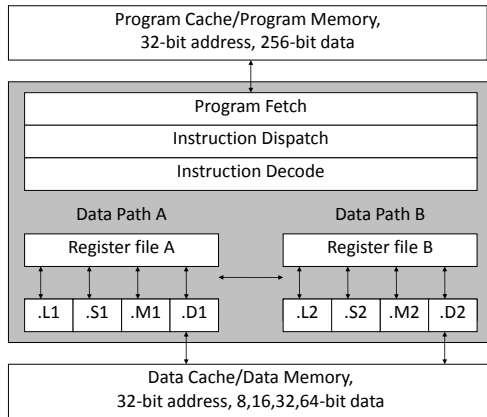 Program Cache/Program Memory,
32-bit address, 256-bit data
Program Fetch
Instruction Dispatch
Instruction Decode
Data Path A
Data Path B
Register file A
Register file B
.L1 .S1 .M1 .D1
.L2 .S2 .M2 .D2
Data Cache/Data Memory,
32-bit address, 8,16,32,64-bit data